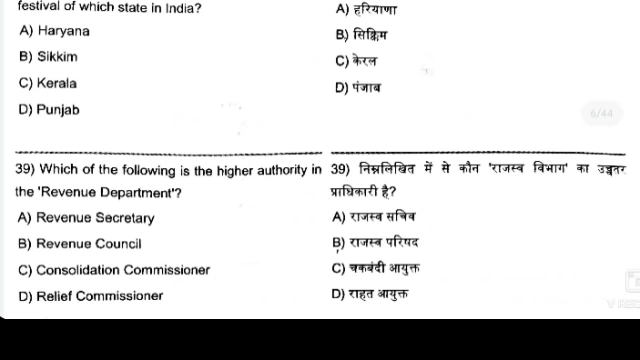 festival of which state in India?
A) Haryana
B) Sikkim
C) Kerala
D) Punjab
A) हरियाणा
B) सिक्किम
C) केरल
D) पंजाब
6/44
39) Which of the following is the higher authority in
the 'Revenue Department'?
A) Revenue Secretary
B) Revenue Council
C) Consolidation Commissioner
D) Relief Commissioner
39) निम्नलिखित में से कौन 'राजस्व विभाग' का उच्चतर
प्राधिकारी है?
A) राजस्व सचिव
B) राजस्व परिषद
C) चकबंदी आयुक्त
D) राहत आयुक्त